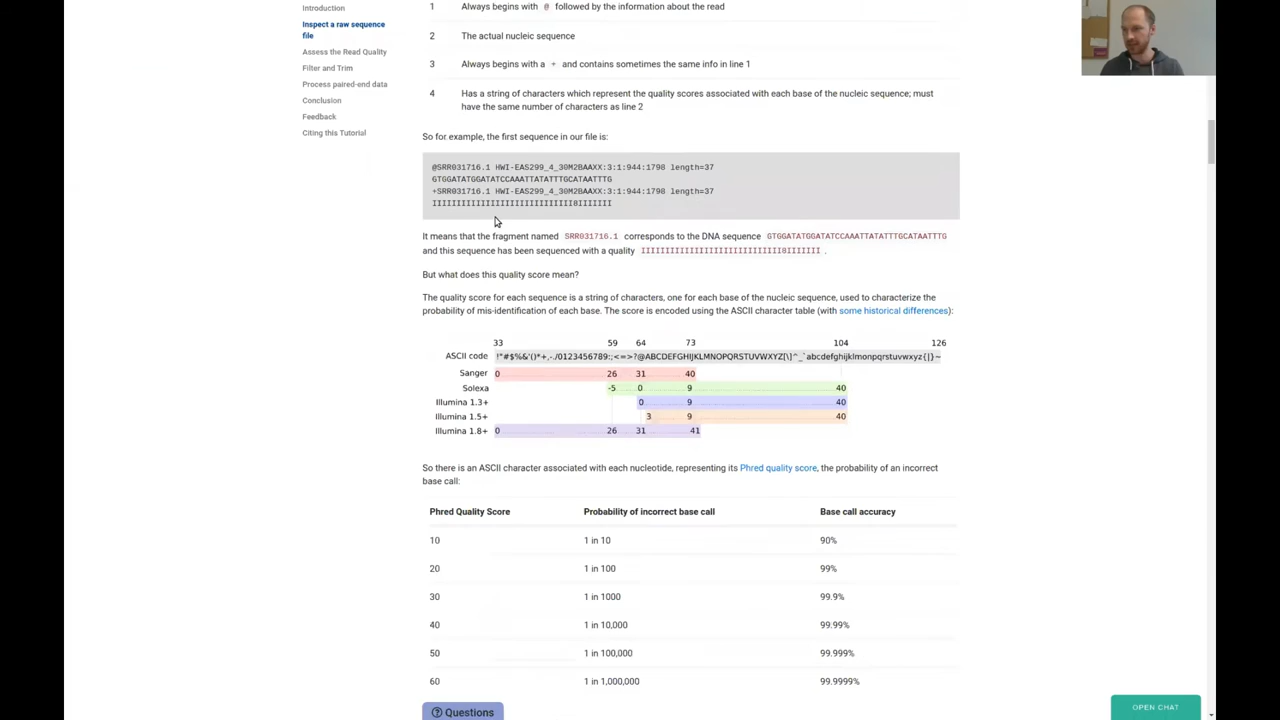 Introduction
Inspect a raw sequence
file
Assess the Read Quality
Filter and Trim
Process paired-end data
Conclusion
Feedback
Citing this Tutorial
1 Always begins with @ followed by the information about the read
2 The actual nucleic sequence
3 Always begins with a + and contains sometimes the same info in line 1
4 Has a string of characters which represent the quality scores associated with each base of the nucleic sequence; must
have the same number of characters as line 2
So for example, the first sequence in our file is:
@SRR031716.1 HWI-EAS299_4_30M2BAAXX:3:1:944:1798 length=37
GTGGATATGGATATCCAAATTATATTTGCATAATTTG
+SRR031716.1 HWI-EAS299_4_30M2BAAXX:3:1:944:1798 length=37
IIIIIIIIIIIIIIIIIIIIIIIIIIIII8IIIIIII
It means that the fragment named SRR031716.1 corresponds to the DNA sequence GTGGATATGGATATCCAAATTATATTTGCATAATTTG
and this sequence has been sequenced with a quality IIIIIIIIIIIIIIIIIIIIIIIIIIIII8IIIIIII .
But what does this quality score mean?
The quality score for each sequence is a string of characters, one for each base of the nucleic sequence, used to characterize the
probability of mis-identification of each base. The score is encoded using the ASCII character table (with some historical differences):
33 59 64 73 104 126
ASCII code !"#$%&'()*+,-./0123456789:;<=>?@ABCDEFGHIJKLMNOPQRSTUVWXYZ[\]^_`abcdefghijklmnopqrstuvwxyz{|}~
Sanger 0 26 31 40
Solexa -5 0 9 40
Illumina 1.3+ 0 9 40
Illumina 1.5+ 3 9 40
Illumina 1.8+ 0 26 31 41
So there is an ASCII character associated with each nucleotide, representing its Phred quality score, the probability of an incorrect
base call:
Phred Quality Score Probability of incorrect base call Base call accuracy
10 1 in 10 90%
20 1 in 100 99%
30 1 in 1000 99.9%
40 1 in 10,000 99.99%
50 1 in 100,000 99.999%
60 1 in 1,000,000 99.9999%
Questions
OPEN CHAT